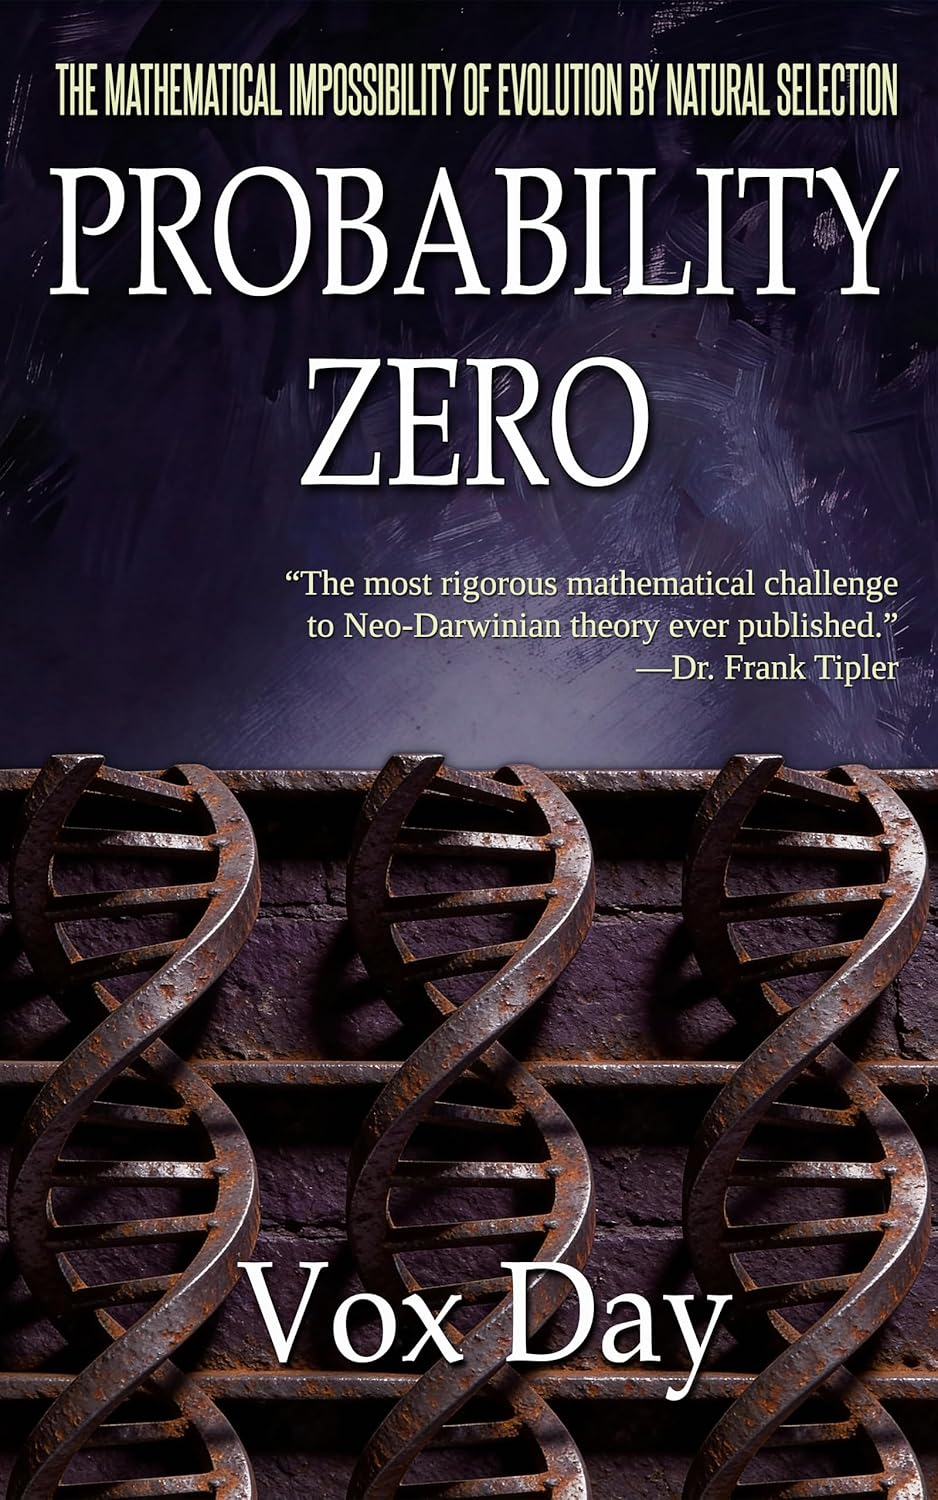 THE MATHEMATICAL IMPOSSIBILITY OF EVOLUTION BY NATURAL SELECTION
PROBABILITY
ZERO
“The most rigorous mathematical challenge
to Neo-Darwinian theory ever published.”
—Dr. Frank Tipler
Vox Day